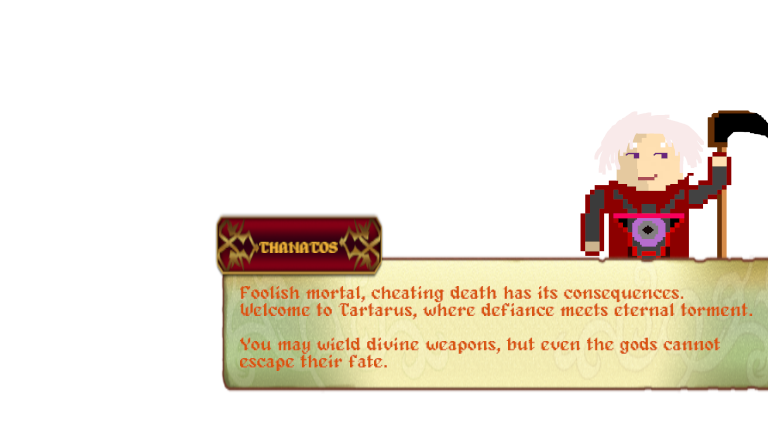 THANATOS
Foolish mortal, cheating death has its consequences.
Welcome to Tartarus, where defiance meets eternal torment.
You may wield divine weapons, but even the gods cannot
escape their fate.